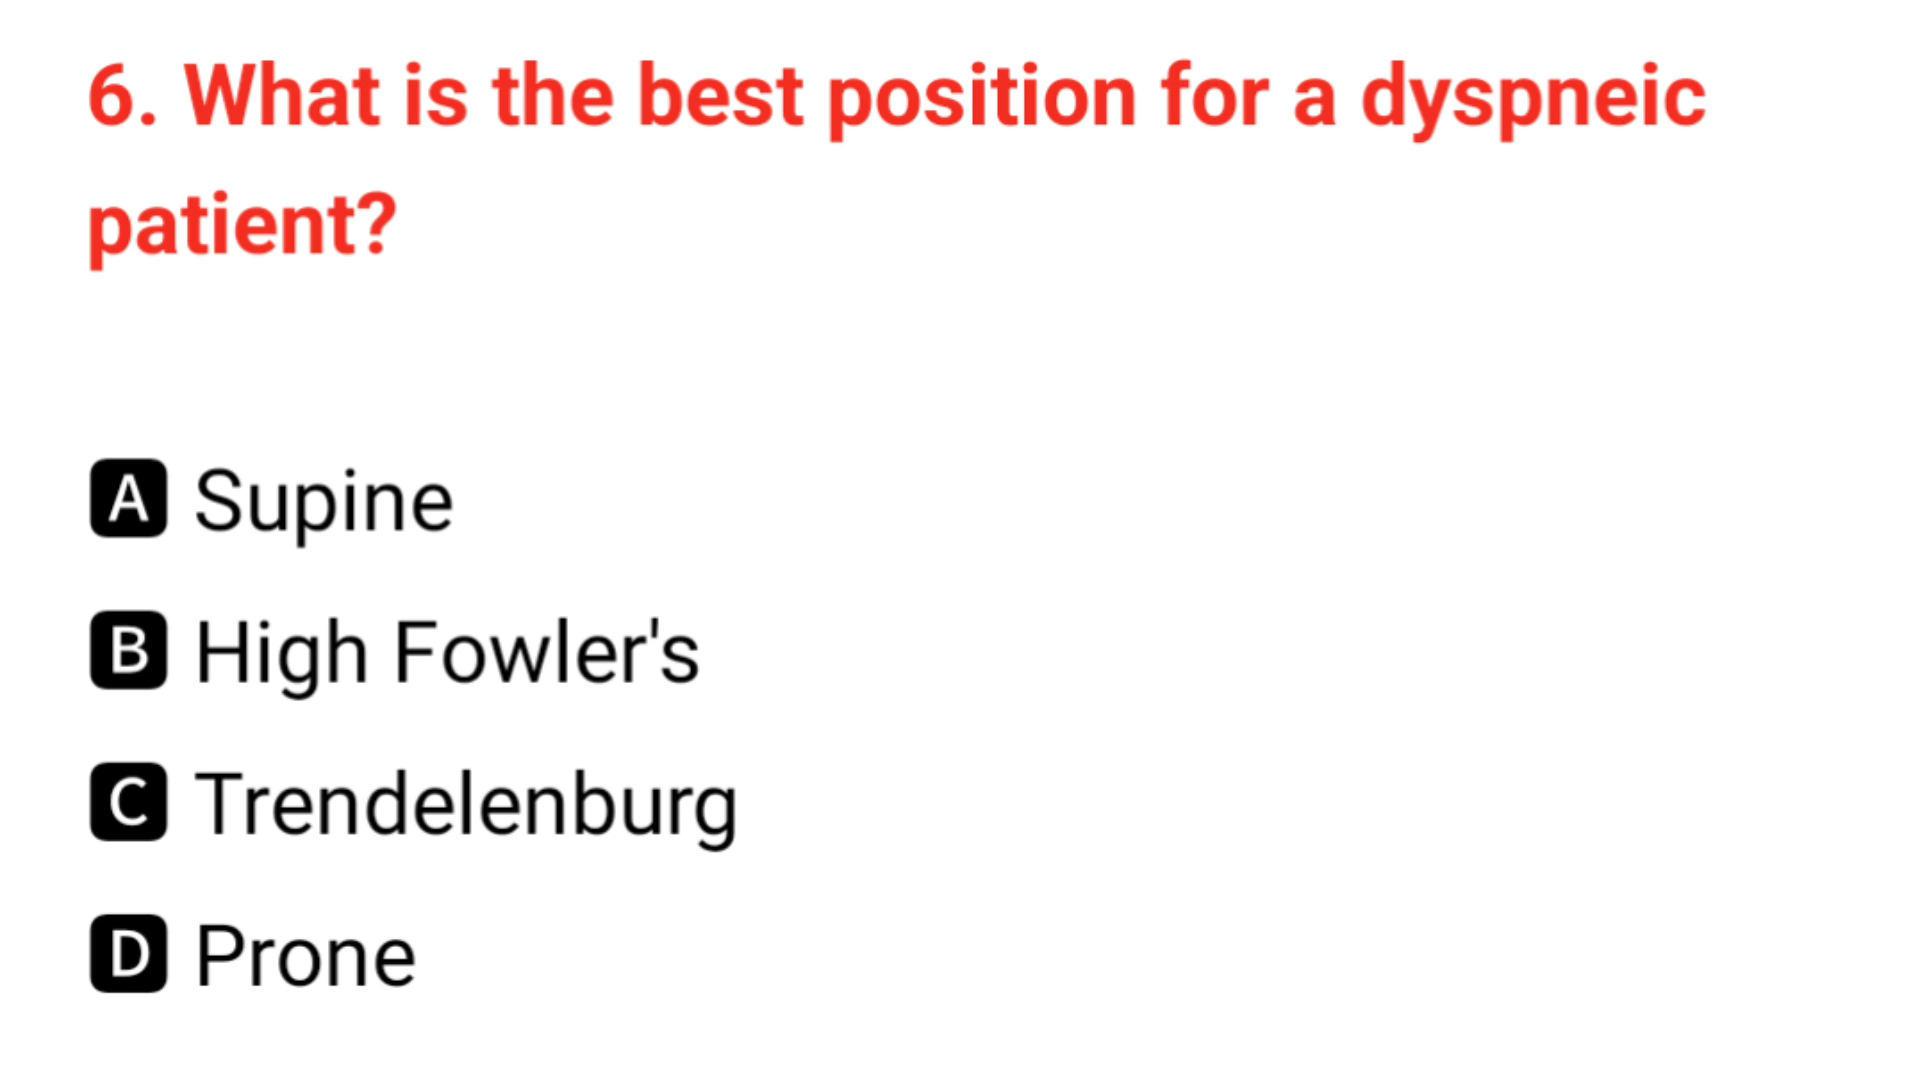 6. What is the best position for a dyspneic
patient?
A Supine
B High Fowler's
C Trendelenburg
D Prone